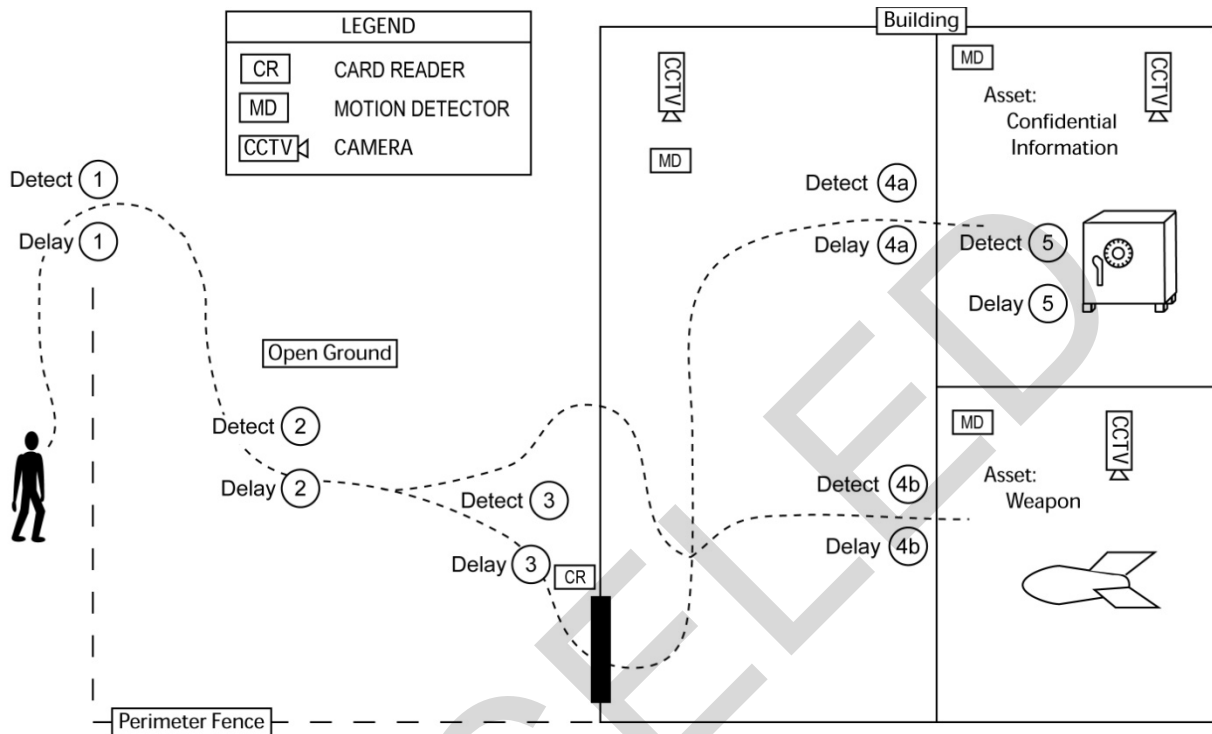 LEGEND
CR CARD READER
MD MOTION DETECTOR
CCTV CAMERA
Building
CCTV
MD
MD
CCTV
Asset:
Confidential
Information
Detect 1
Delay 1
Detect 4a
Delay 4a
Detect 5
Delay 5
Open Ground
Detect 2
Delay 2
Detect 3
Delay 3
CR
Detect 4b
Delay 4b
MD
CCTV
Asset:
Weapon
Perimeter Fence
CELED